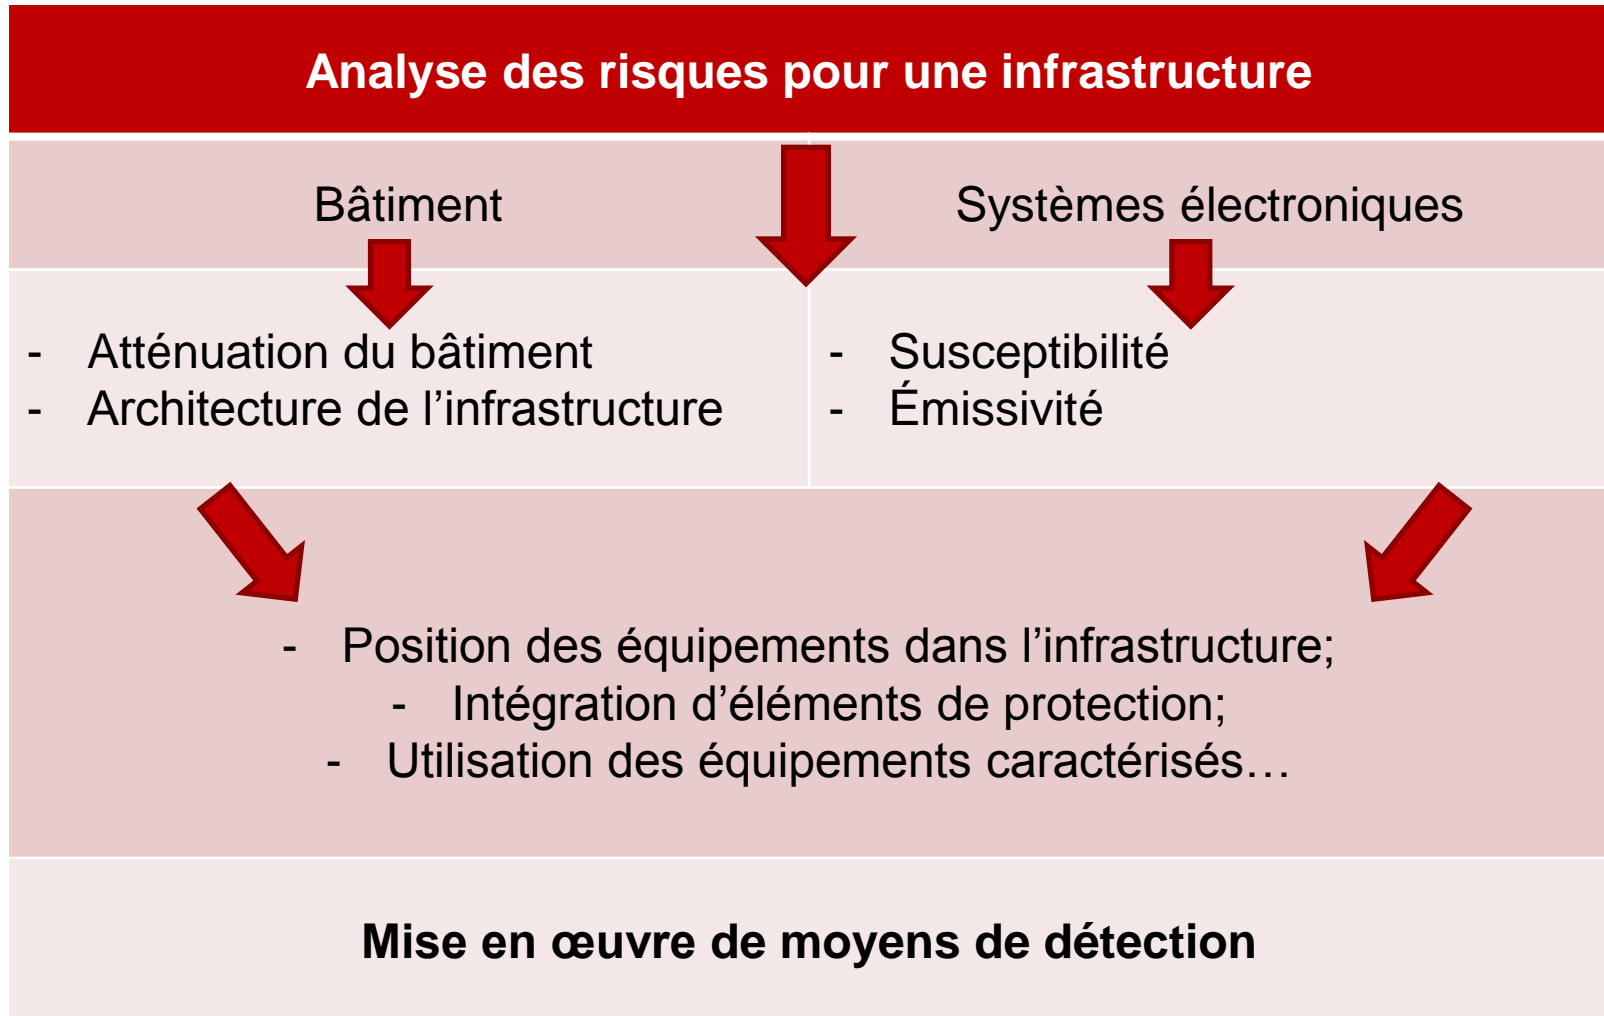 Analyse des risques pour une infrastructure
Bâtiment
Systèmes électroniques
- Atténuation du bâtiment
- Architecture de l’infrastructure
- Susceptibilité
- Émissivité
- Position des équipements dans l’infrastructure;
- Intégration d’éléments de protection;
- Utilisation des équipements caractérisés…
Mise en œuvre de moyens de détection